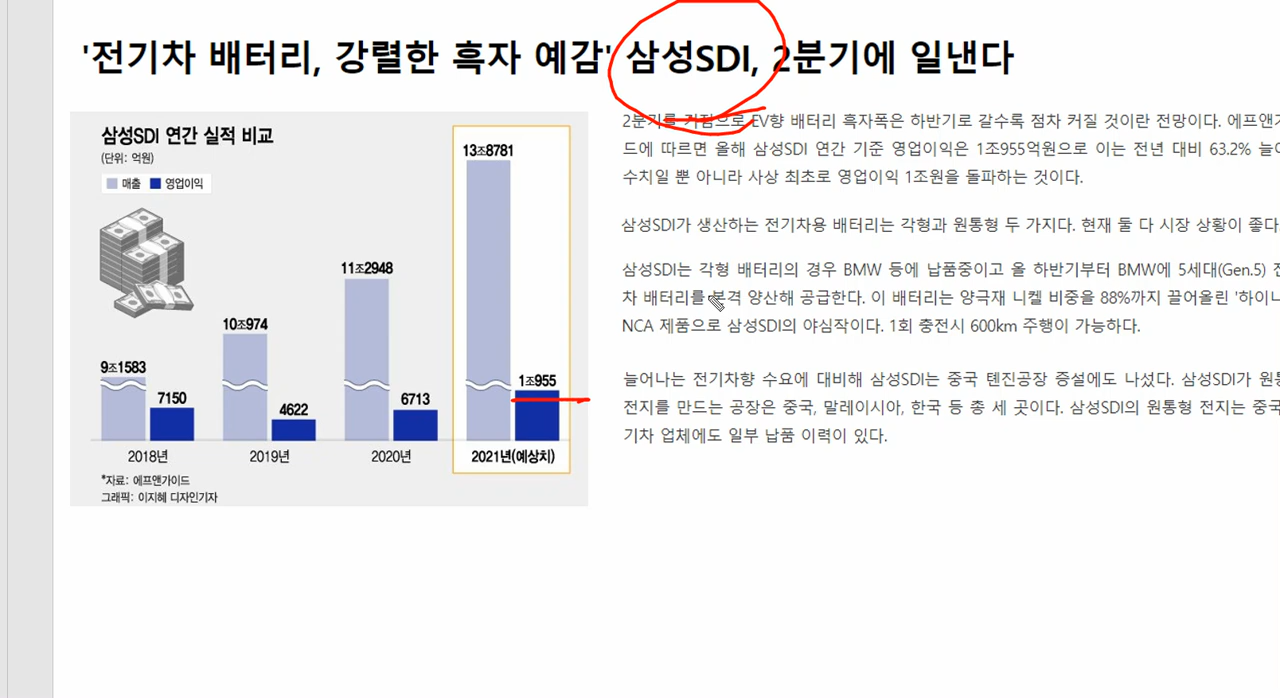 '전기차 배터리, 강렬한 흑자 예감' 삼성SDI, 2분기에 일낸다
삼성SDI 연간 실적 비교
(단위: 억원)
매출 영업이익
9조1583
7150
2018년
10조974
4622
2019년
11조2948
6713
2020년
13조8781
1조955
2021년(예상치)
*자료: 에프앤가이드
그래픽: 이지혜 디자인기자
2분기를 기점으로 EV향 배터리 흑자폭은 하반기로 갈수록 점차 커질 것이란 전망이다. 에프앤가
드에 따르면 올해 삼성SDI 연간 기준 영업이익은 1조955억원으로 이는 전년 대비 63.2% 늘어
수치일 뿐 아니라 사상 최초로 영업이익 1조원을 돌파하는 것이다.
삼성SDI가 생산하는 전기차용 배터리는 각형과 원통형 두 가지다. 현재 둘 다 시장 상황이 좋다.
삼성SDI는 각형 배터리의 경우 BMW 등에 납품중이고 올 하반기부터 BMW에 5세대(Gen.5)
차 배터리를 본격 양산해 공급한다. 이 배터리는 양극재 니켈 비중을 88%까지 끌어올린 '하이니
NCA 제품으로 삼성SDI의 야심작이다. 1회 충전시 600km 주행이 가능하다.
늘어나는 전기차향 수요에 대비해 삼성SDI는 중국 톈진공장 증설에도 나섰다. 삼성SDI가 원통
전지를 만드는 공장은 중국, 말레이시아, 한국 등 총 세 곳이다. 삼성SDI의 원통형 전지는 중국
기차 업체에도 일부 납품 이력이 있다.